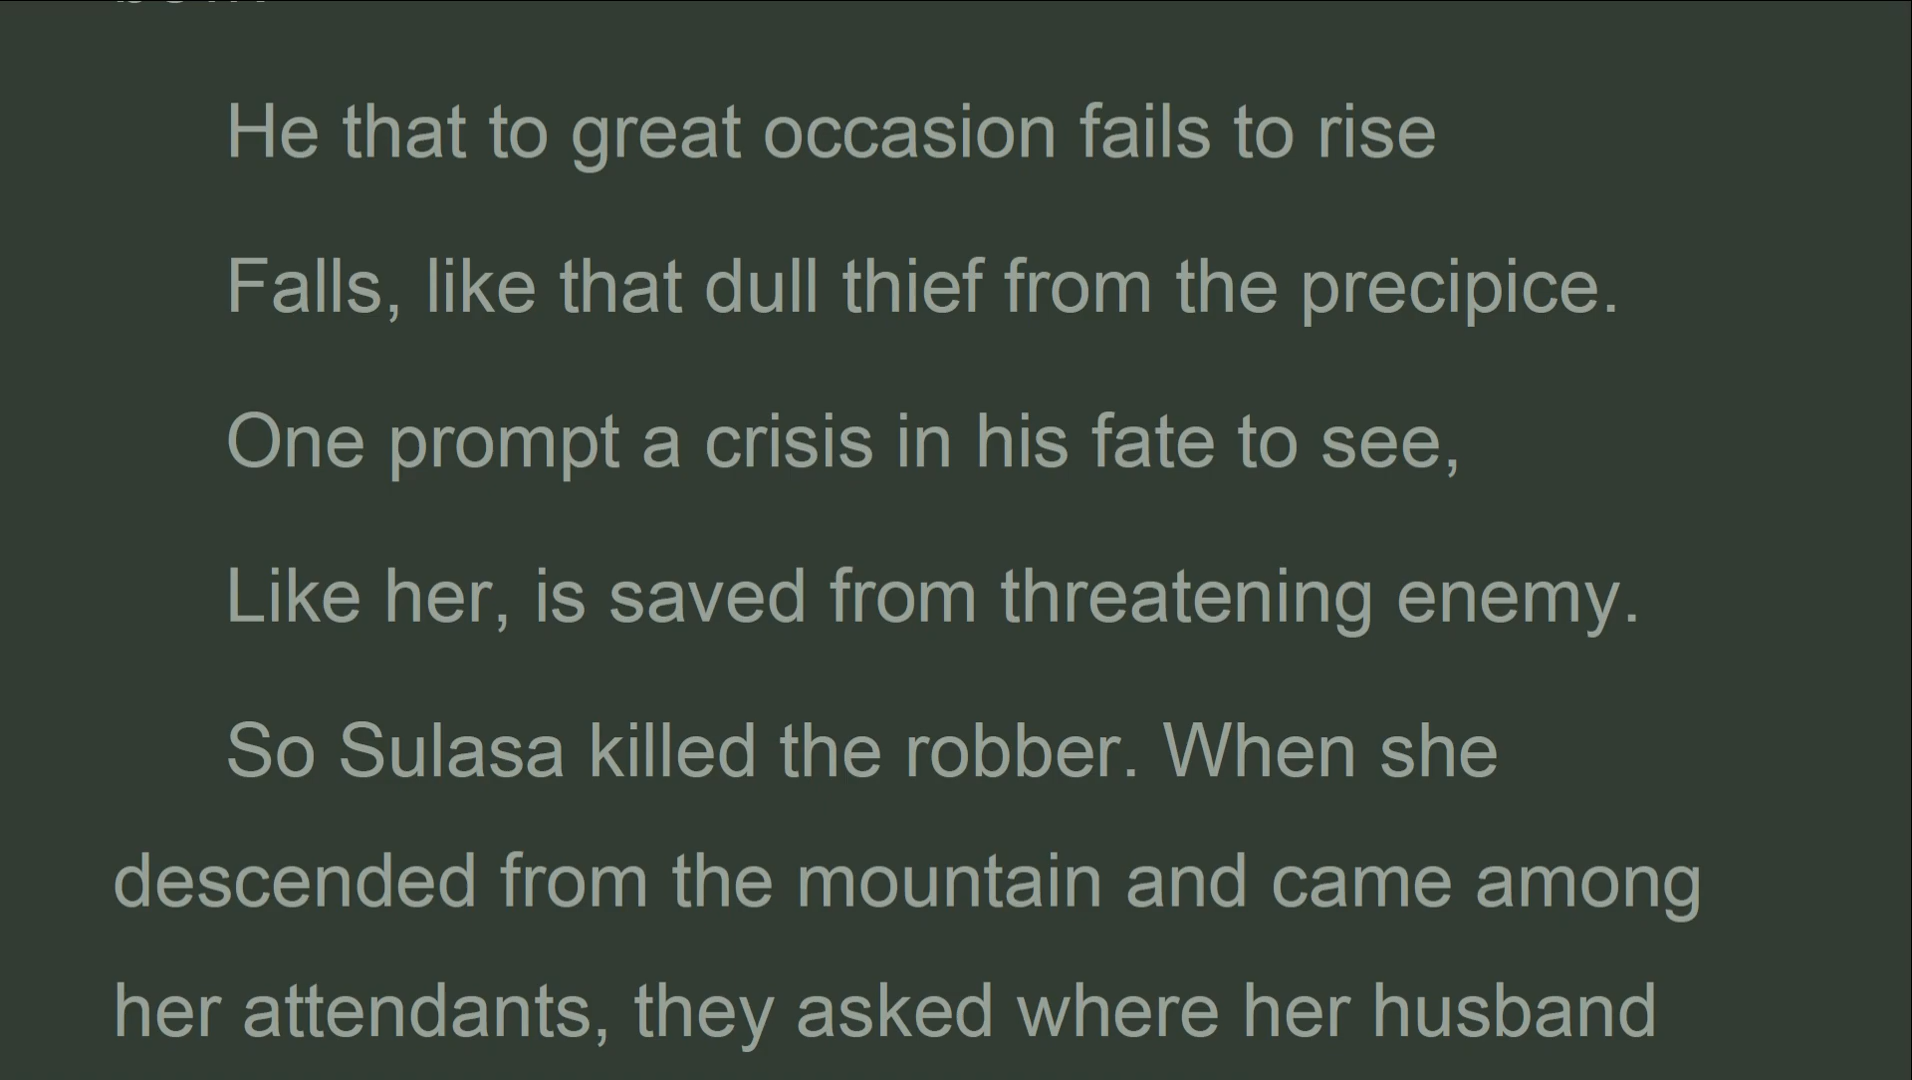 He that to great occasion fails to rise
Falls, like that dull thief from the precipice.
One prompt a crisis in his fate to see,
Like her, is saved from threatening enemy.
So Sulasa killed the robber. When she
descended from the mountain and came among
her attendants, they asked where her husband